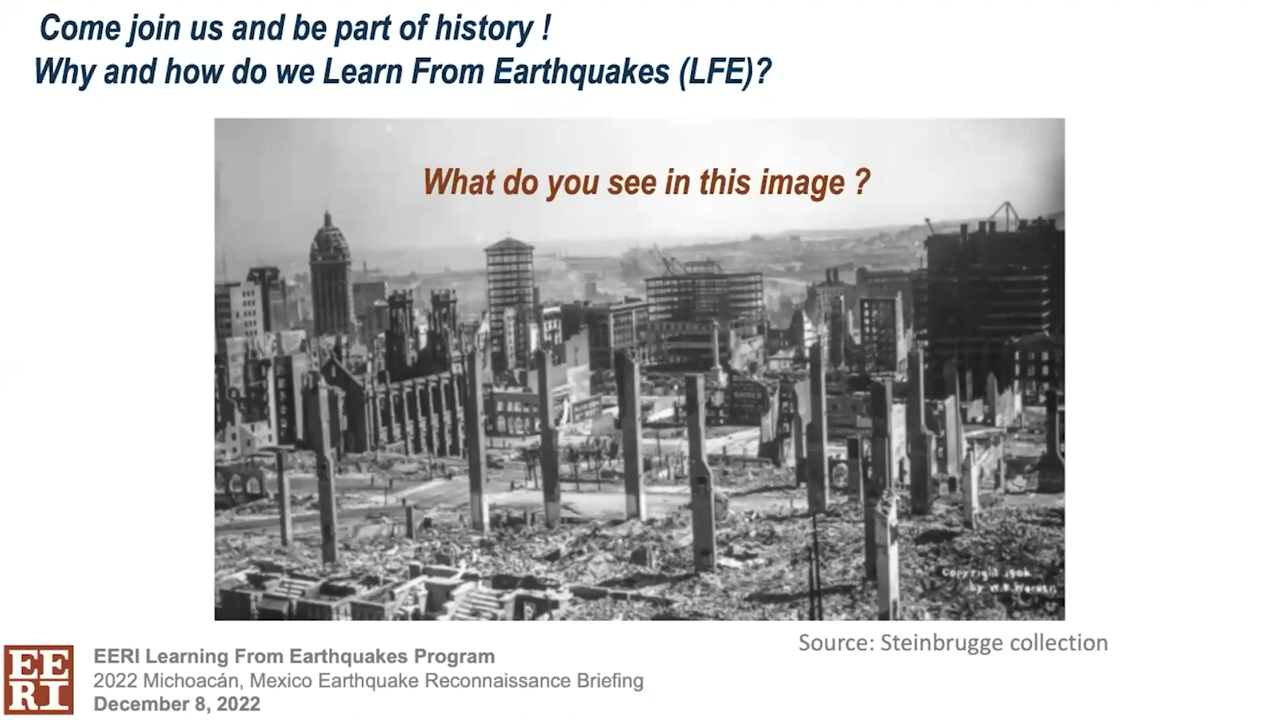 Come join us and be part of history !
Why and how do we Learn From Earthquakes (LFE)?
What do you see in this image ?
Copyright 1906
by W.E. Worden
Source: Steinbrugge collection
EERI
EERI Learning From Earthquakes Program
2022 Michoacán, Mexico Earthquake Reconnaissance Briefing
December 8, 2022